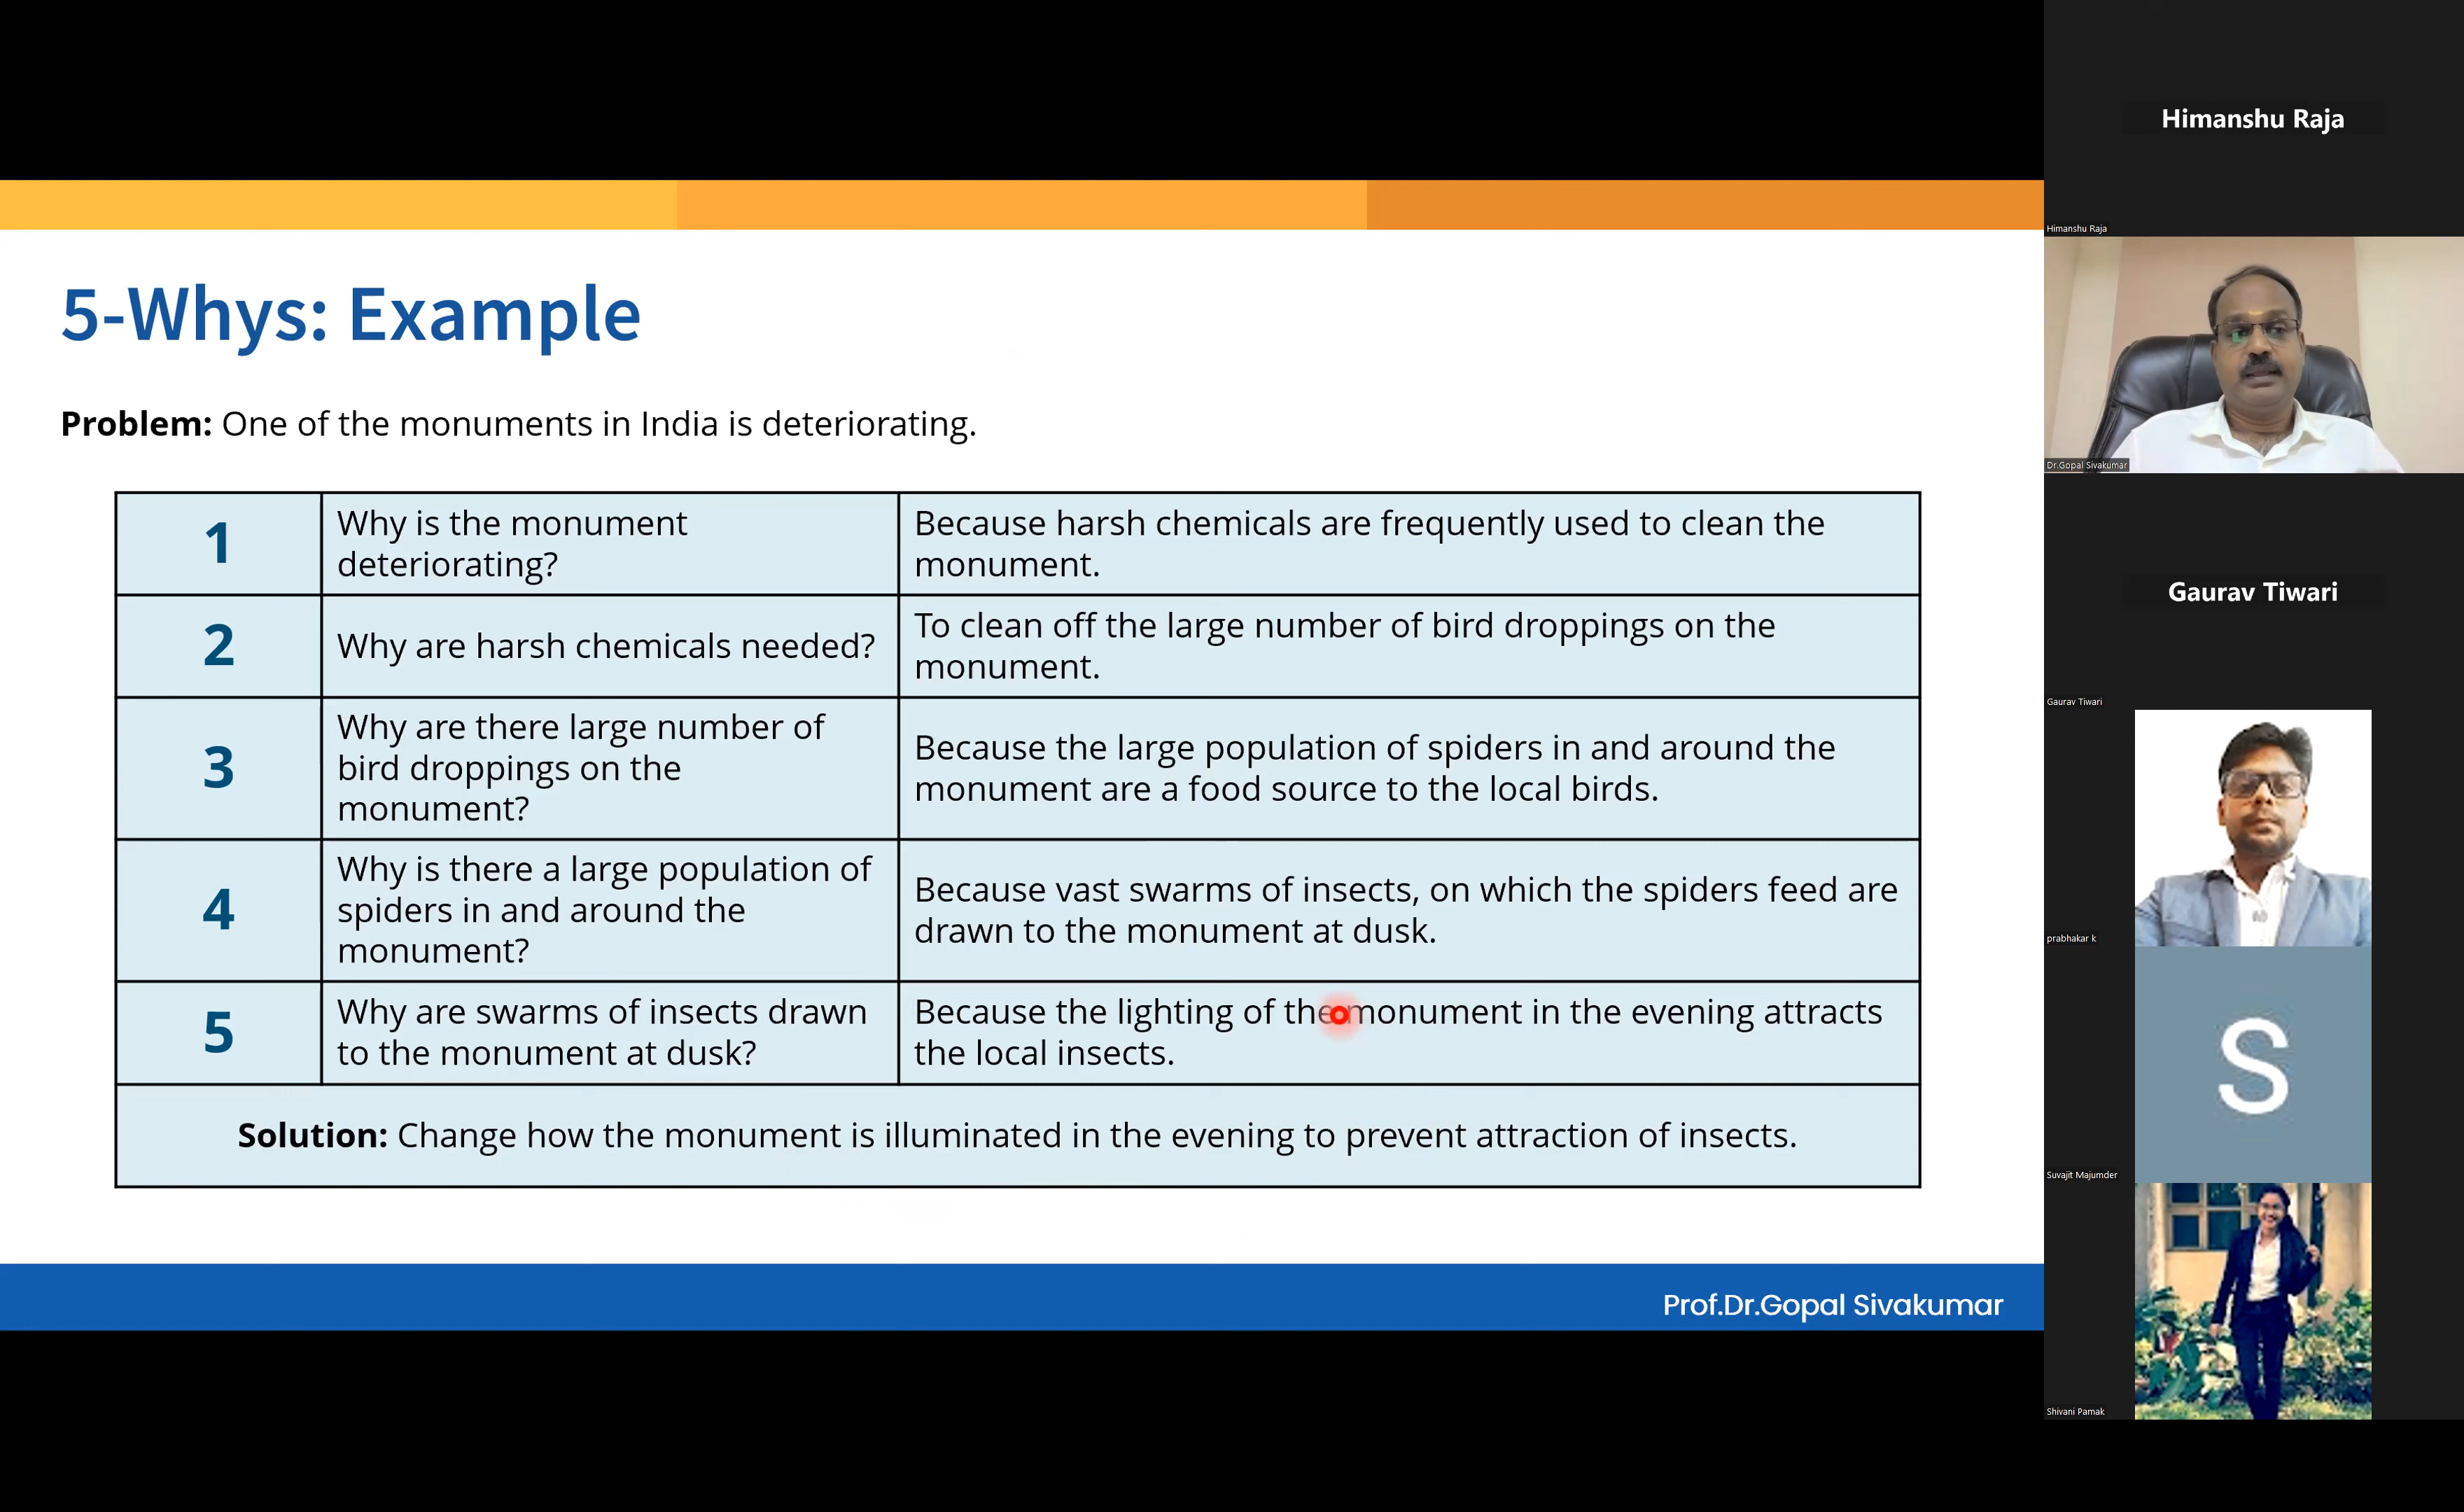 5-Whys: Example
Problem: One of the monuments in India is deteriorating.
1
Why is the monument
deteriorating?
Because harsh chemicals are frequently used to clean the
monument.
2
Why are harsh chemicals needed?
To clean off the large number of bird droppings on the
monument.
3
Why are there large number of
bird droppings on the
monument?
Because the large population of spiders in and around the
monument are a food source to the local birds.
4
Why is there a large population of
spiders in and around the
monument?
Because vast swarms of insects, on which the spiders feed are
drawn to the monument at dusk.
5
Why are swarms of insects drawn
to the monument at dusk?
Because the lighting of the monument in the evening attracts
the local insects.
Solution: Change how the monument is illuminated in the evening to prevent attraction of insects.
Prof.Dr.Gopal Sivakumar
Himanshu Raja
Himanshu Raja
Dr.Gopal Sivakumar
Gaurav Tiwari
Gaurav Tiwari
prabhakar k
S
Suvajit Majumder
Shivani Pamak